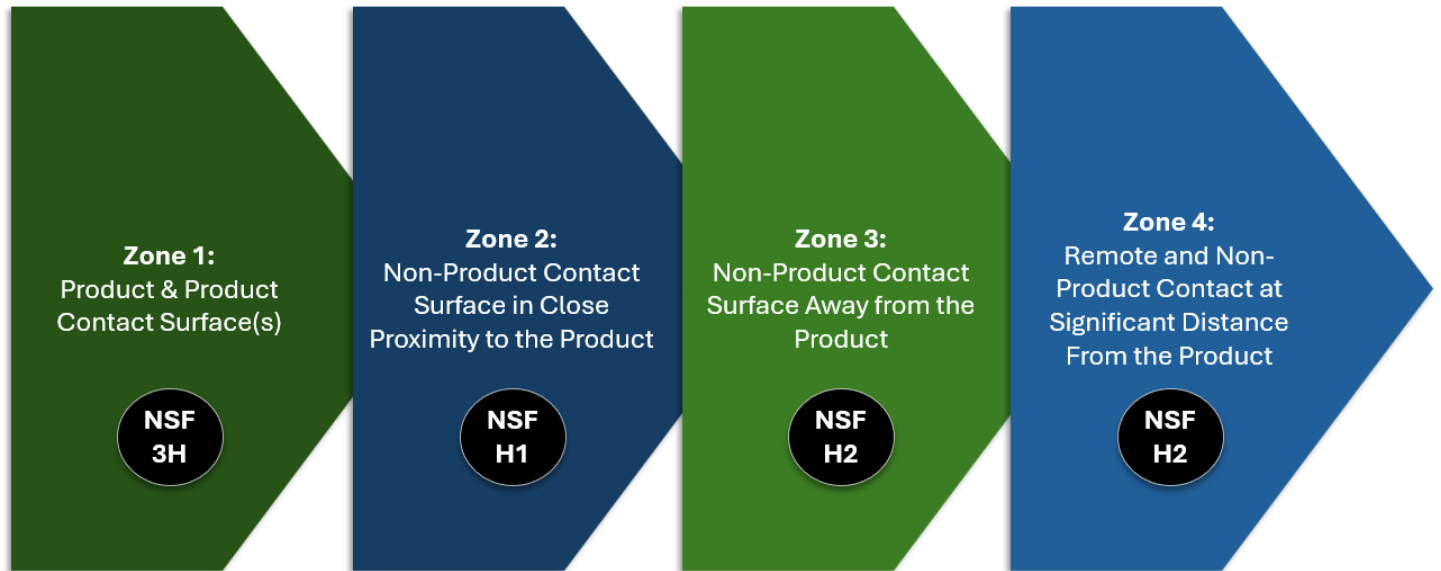 Zone 1:
Product & Product
Contact Surface(s)
NSF
3H
Zone 2:
Non-Product Contact
Surface in Close
Proximity to the Product
NSF
H1
Zone 3:
Non-Product Contact
Surface Away from the
Product
NSF
H2
Zone 4:
Remote and Non-
Product Contact at
Significant Distance
From the Product
NSF
H2